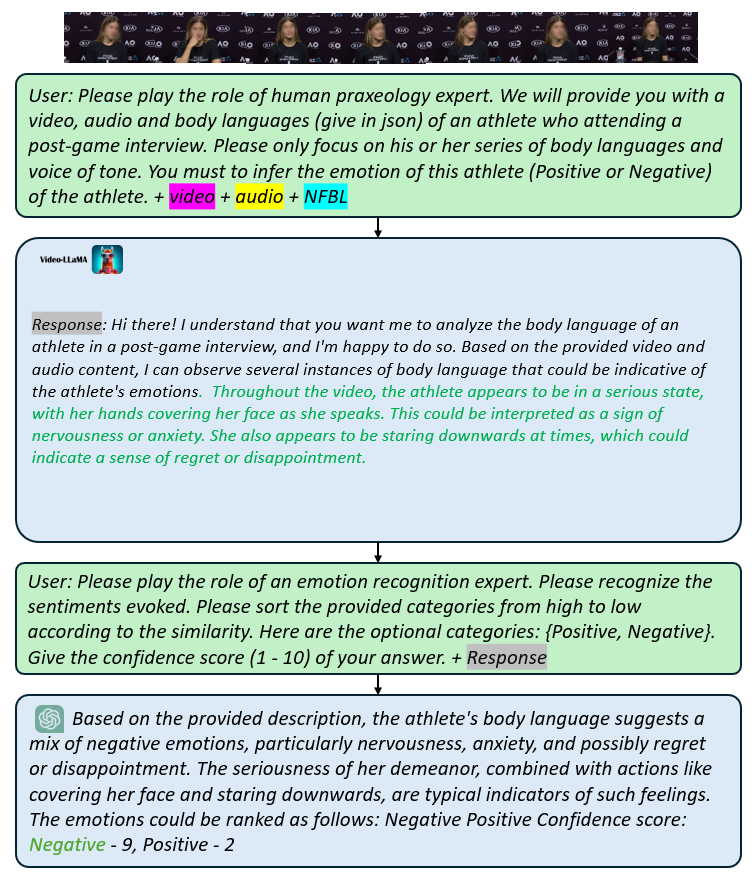 KIA AO KIA AO KIA AO KIA AO
User: Please play the role of human praxeology expert. We will provide you with a
video, audio and body languages (give in json) of an athlete who attending a
post-game interview. Please only focus on his or her series of body languages and
voice of tone. You must to infer the emotion of this athlete (Positive or Negative)
of the athlete. + video + audio + NFBL
Video-LLaMA
Response: Hi there! I understand that you want me to analyze the body language of an
athlete in a post-game interview, and I'm happy to do so. Based on the provided video and
audio content, I can observe several instances of body language that could be indicative of
the athlete's emotions. Throughout the video, the athlete appears to be in a serious state,
with her hands covering her face as she speaks. This could be interpreted as a sign of
nervousness or anxiety. She also appears to be staring downwards at times, which could
indicate a sense of regret or disappointment.
User: Please play the role of an emotion recognition expert. Please recognize the
sentiments evoked. Please sort the provided categories from high to low
according to the similarity. Here are the optional categories: {Positive, Negative}.
Give the confidence score (1 - 10) of your answer. + Response
Based on the provided description, the athlete's body language suggests a
mix of negative emotions, particularly nervousness, anxiety, and possibly regret
or disappointment. The seriousness of her demeanor, combined with actions like
covering her face and staring downwards, are typical indicators of such feelings.
The emotions could be ranked as follows: Negative Positive Confidence score:
Negative - 9, Positive - 2